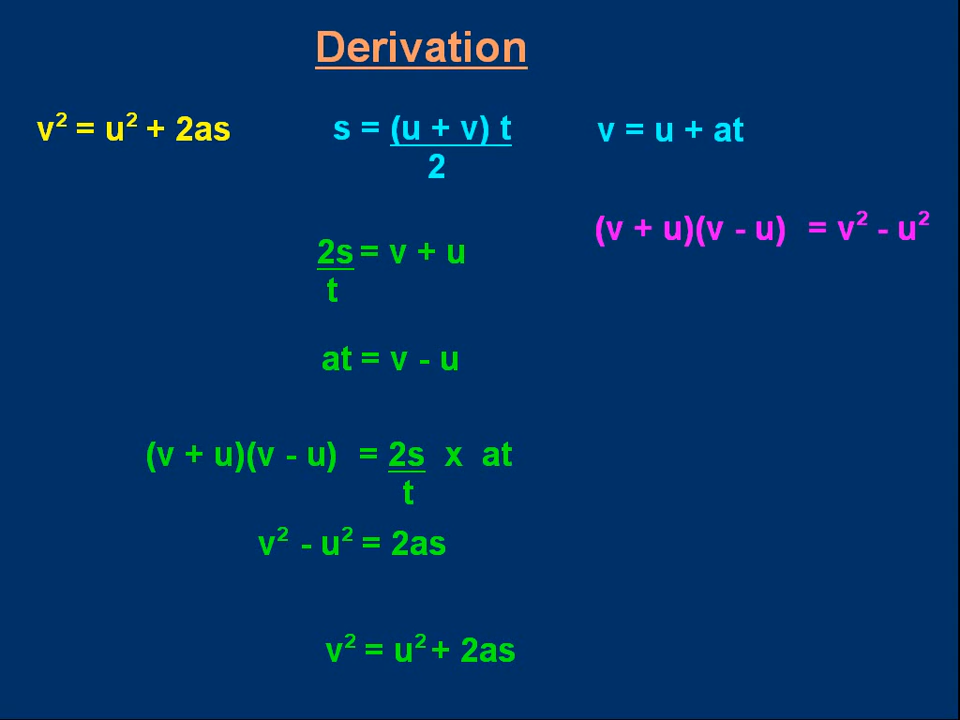 Derivation
v² = u² + 2as
s = (u + v) t
2
v = u + at
(v + u)(v - u) = v² - u²
2s = v + u
t
at = v - u
(v + u)(v - u) = 2s x at
t
v² - u² = 2as
v² = u² + 2as